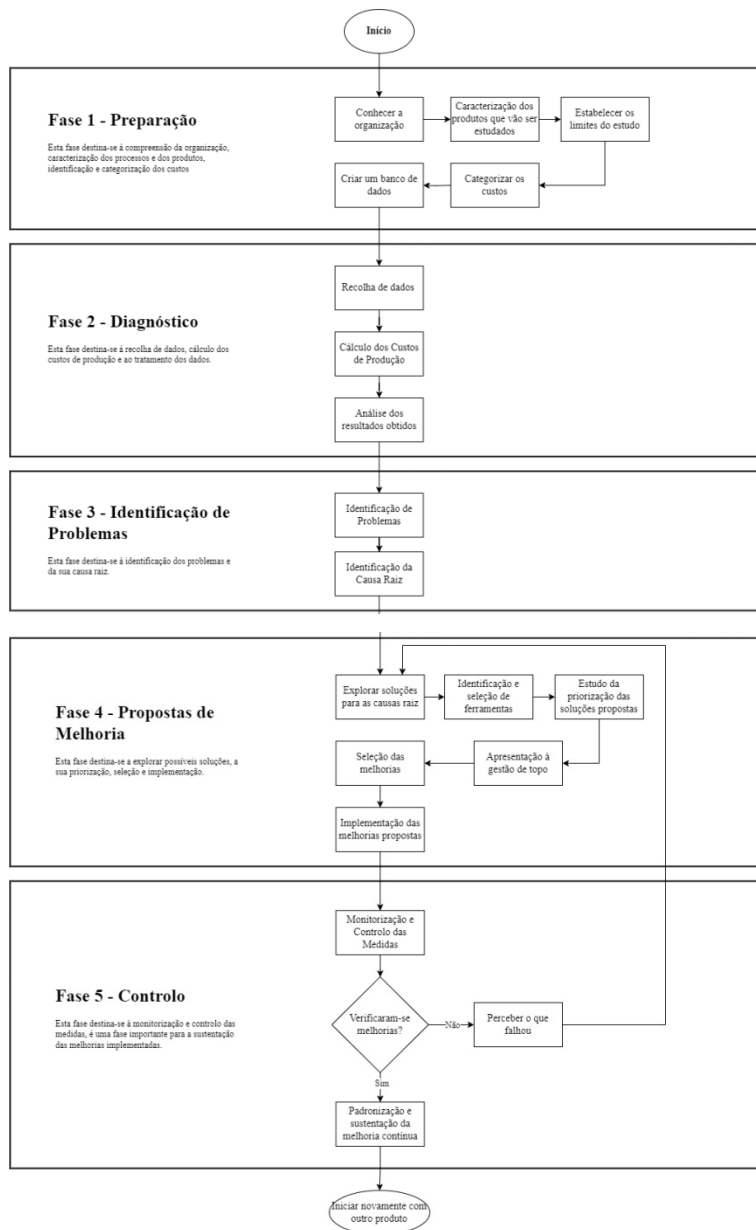 Início
Fase 1 - Preparação
Esta fase destina-se à compreensão da organização,
caracterização dos processos e dos produtos,
identificação e categorização dos custos
Conhecer a
organização
Caracterização dos
produtos que vão ser
estudados
Estabelecer os
limites do estudo
Criar um banco de
dados
Categorizar os
custos
Fase 2 - Diagnóstico
Esta fase destina-se à recolha de dados, cálculo dos
custos de produção e ao tratamento dos dados.
Recolha de dados
Cálculo dos Custos
de Produção
Análise dos
resultados obtidos
Fase 3 - Identificação de
Problemas
Esta fase destina-se à identificação dos problemas e
da sua causa raiz.
Identificação de
Problemas
Identificação da
Causa Raiz
Fase 4 - Propostas de
Melhoria
Esta fase destina-se a explorar possíveis soluções, a
sua priorização, seleção e implementação.
Explorar soluções
para as causas raiz
Identificação e
seleção de
ferramentas
Estudo da
priorização das
soluções propostas
Seleção das
melhorias
Apresentação à
gestão de topo
Implementação das
melhorias propostas
Fase 5 - Controlo
Esta fase destina-se à monitorização e controlo das
medidas, é uma fase importante para a sustentação
das melhorias implementadas.
Monitorização e
Controlo das
Medidas
Verificaram-se
melhorias?
Não
Perceber o que
falhou
Sim
Padronização e
sustentação da
melhoria contínua
Iniciar novamente com
outro produto